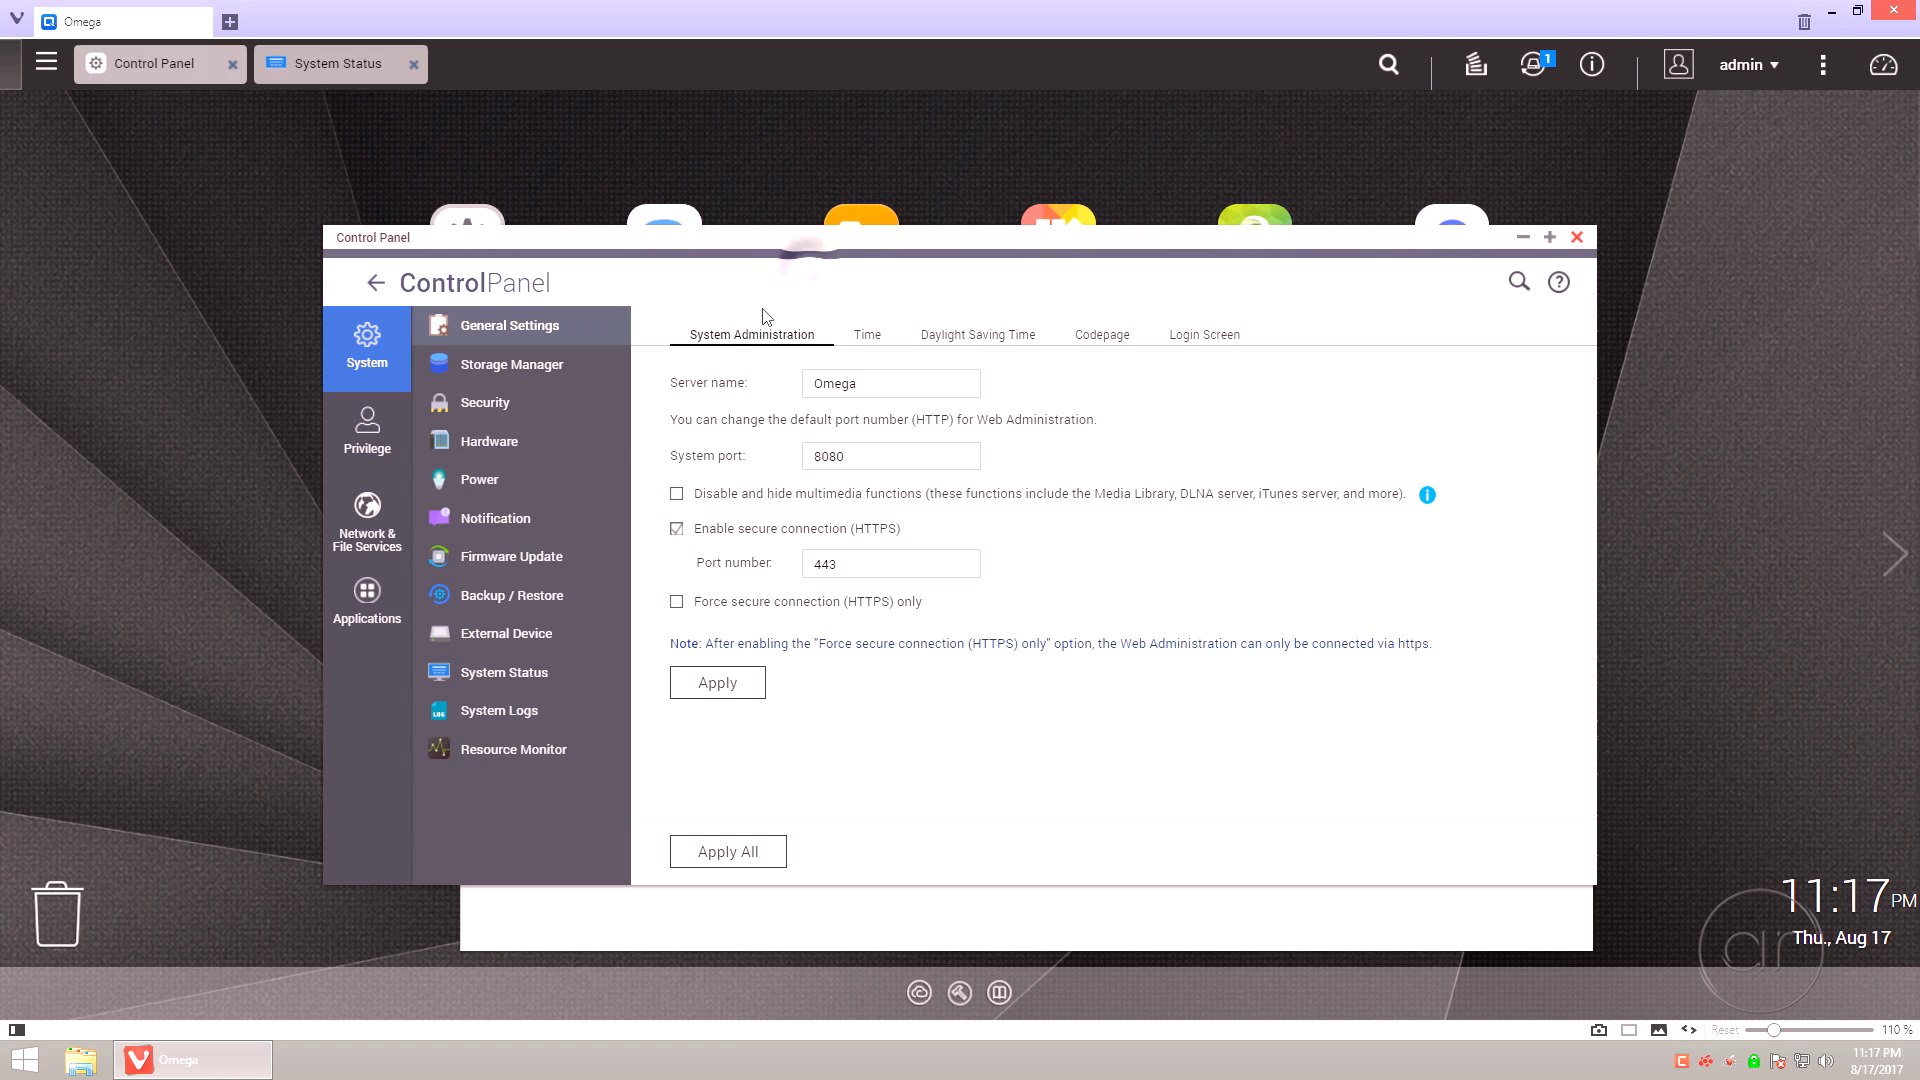 Omega
Control Panel
System Status
1
admin
Control Panel
ControlPanel
System
Privilege
Network &
File Services
Applications
General Settings
Storage Manager
Security
Hardware
Power
Notification
Firmware Update
Backup / Restore
External Device
System Status
LOG
System Logs
Resource Monitor
System Administration
Time
Daylight Saving Time
Codepage
Login Screen
Server name:
Omega
You can change the default port number (HTTP) for Web Administration.
System port:
8080
Disable and hide multimedia functions (these functions include the Media Library, DLNA server, iTunes server, and more).
Enable secure connection (HTTPS)
Port number:
443
Force secure connection (HTTPS) only
Note: After enabling the "Force secure connection (HTTPS) only" option, the Web Administration can only be connected via https.
Apply
Apply All
11:17 PM
Thu., Aug 17
ar
Reset
110 %
Omega
11:17 PM
8/17/2017